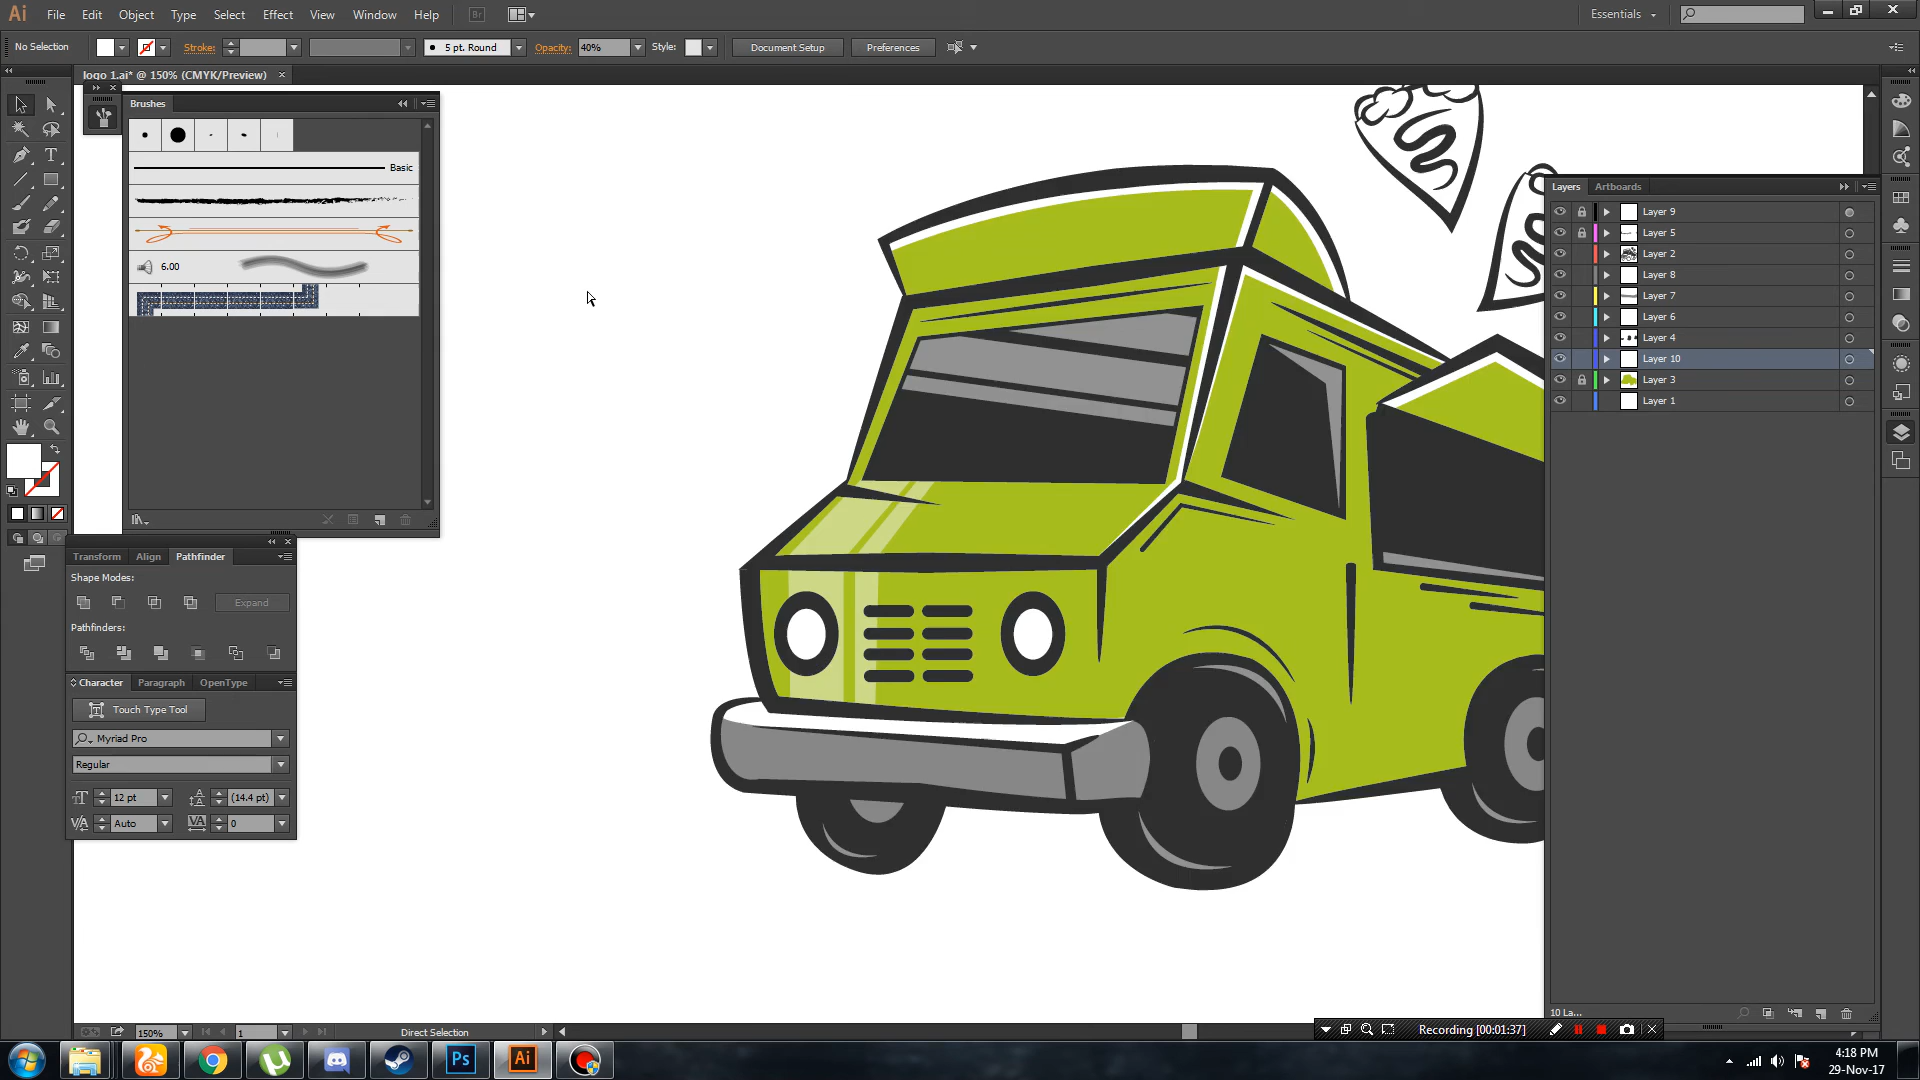 Ai File Edit Object Type Select Effect View Window Help Br Essentials
No Selection Stroke: 5 pt. Round Opacity: 40% Style: Document Setup Preferences
logo 1.ai* @ 150% (CMYK/Preview)
Brushes
Basic
6.00
Transform Align Pathfinder
Shape Modes:
Expand
Pathfinders:
Character Paragraph OpenType
Touch Type Tool
Myriad Pro
Regular
12 pt (14.4 pt)
Auto 0
Layers Artboards
Layer 9
Layer 5
Layer 2
Layer 8
Layer 7
Layer 6
Layer 4
Layer 10
Layer 3
Layer 1
10 La...
150% 1 Direct Selection
Recording [00:01:37]
Ps Ai
4:18 PM
29-Nov-17